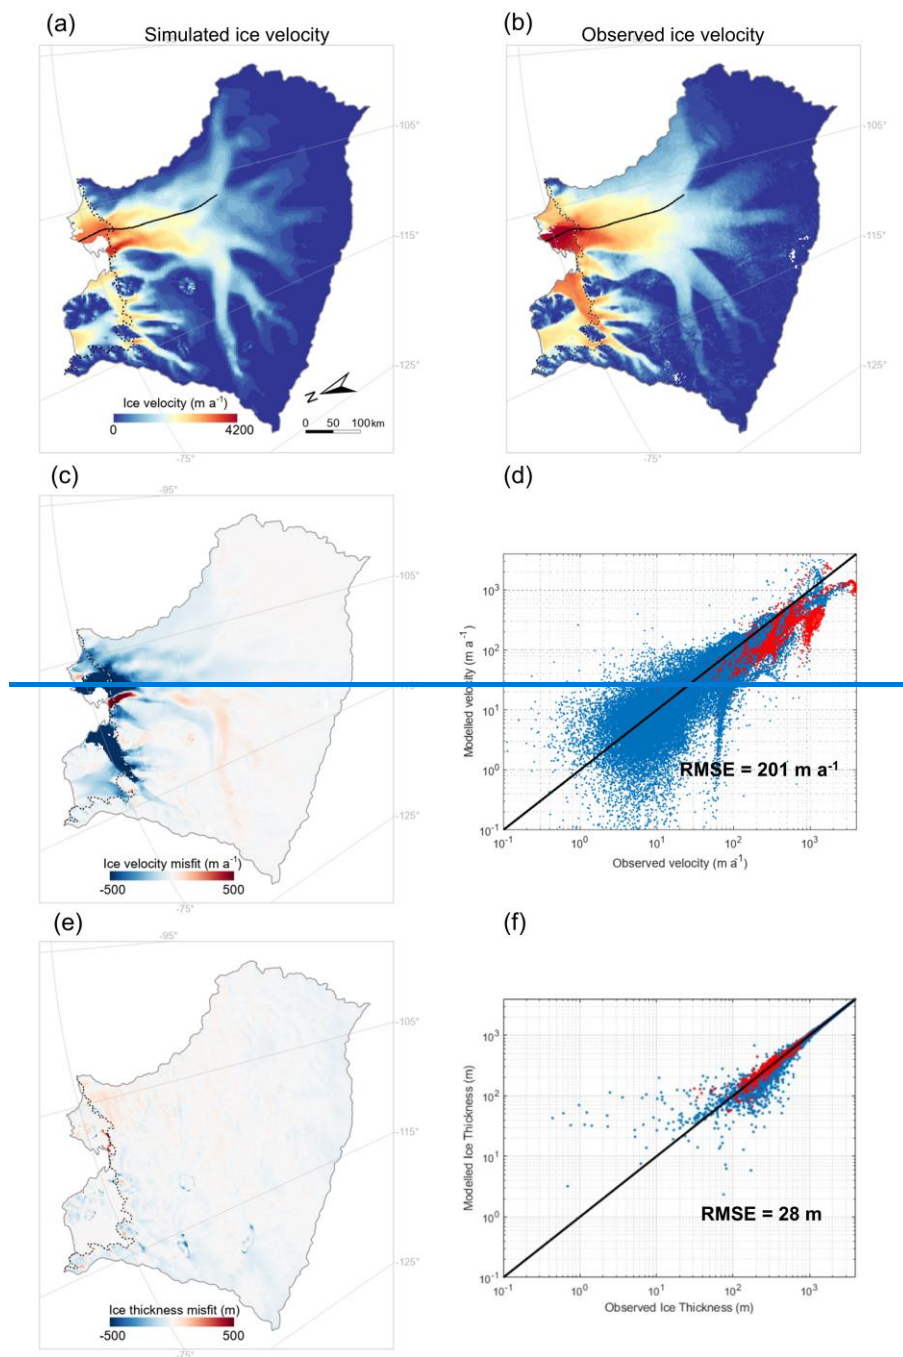 (a)
Simulated ice velocity
(b)
Observed ice velocity
-105°
-115°
-125°
-75°
Ice velocity (m a⁻¹)
0
4200
N
0 50 100 km
-105°
-115°
-125°
-75°
(c)
-95°
-105°
-125°
-75°
Ice velocity misfit (m a⁻¹)
-500
500
(d)
Modelled velocity (m a⁻¹)
10³
10²
10¹
10⁰
10⁻¹
RMSE = 201 m a⁻¹
10⁻¹ 10⁰ 10¹ 10² 10³
Observed velocity (m a⁻¹)
(e)
-95°
-105°
-115°
-125°
-75°
Ice thickness misfit (m)
-500
500
(f)
Modelled Ice Thickness (m)
10³
10²
10¹
10⁰
10⁻¹
RMSE = 28 m
10⁻¹ 10⁰ 10¹ 10² 10³
Observed Ice Thickness (m)